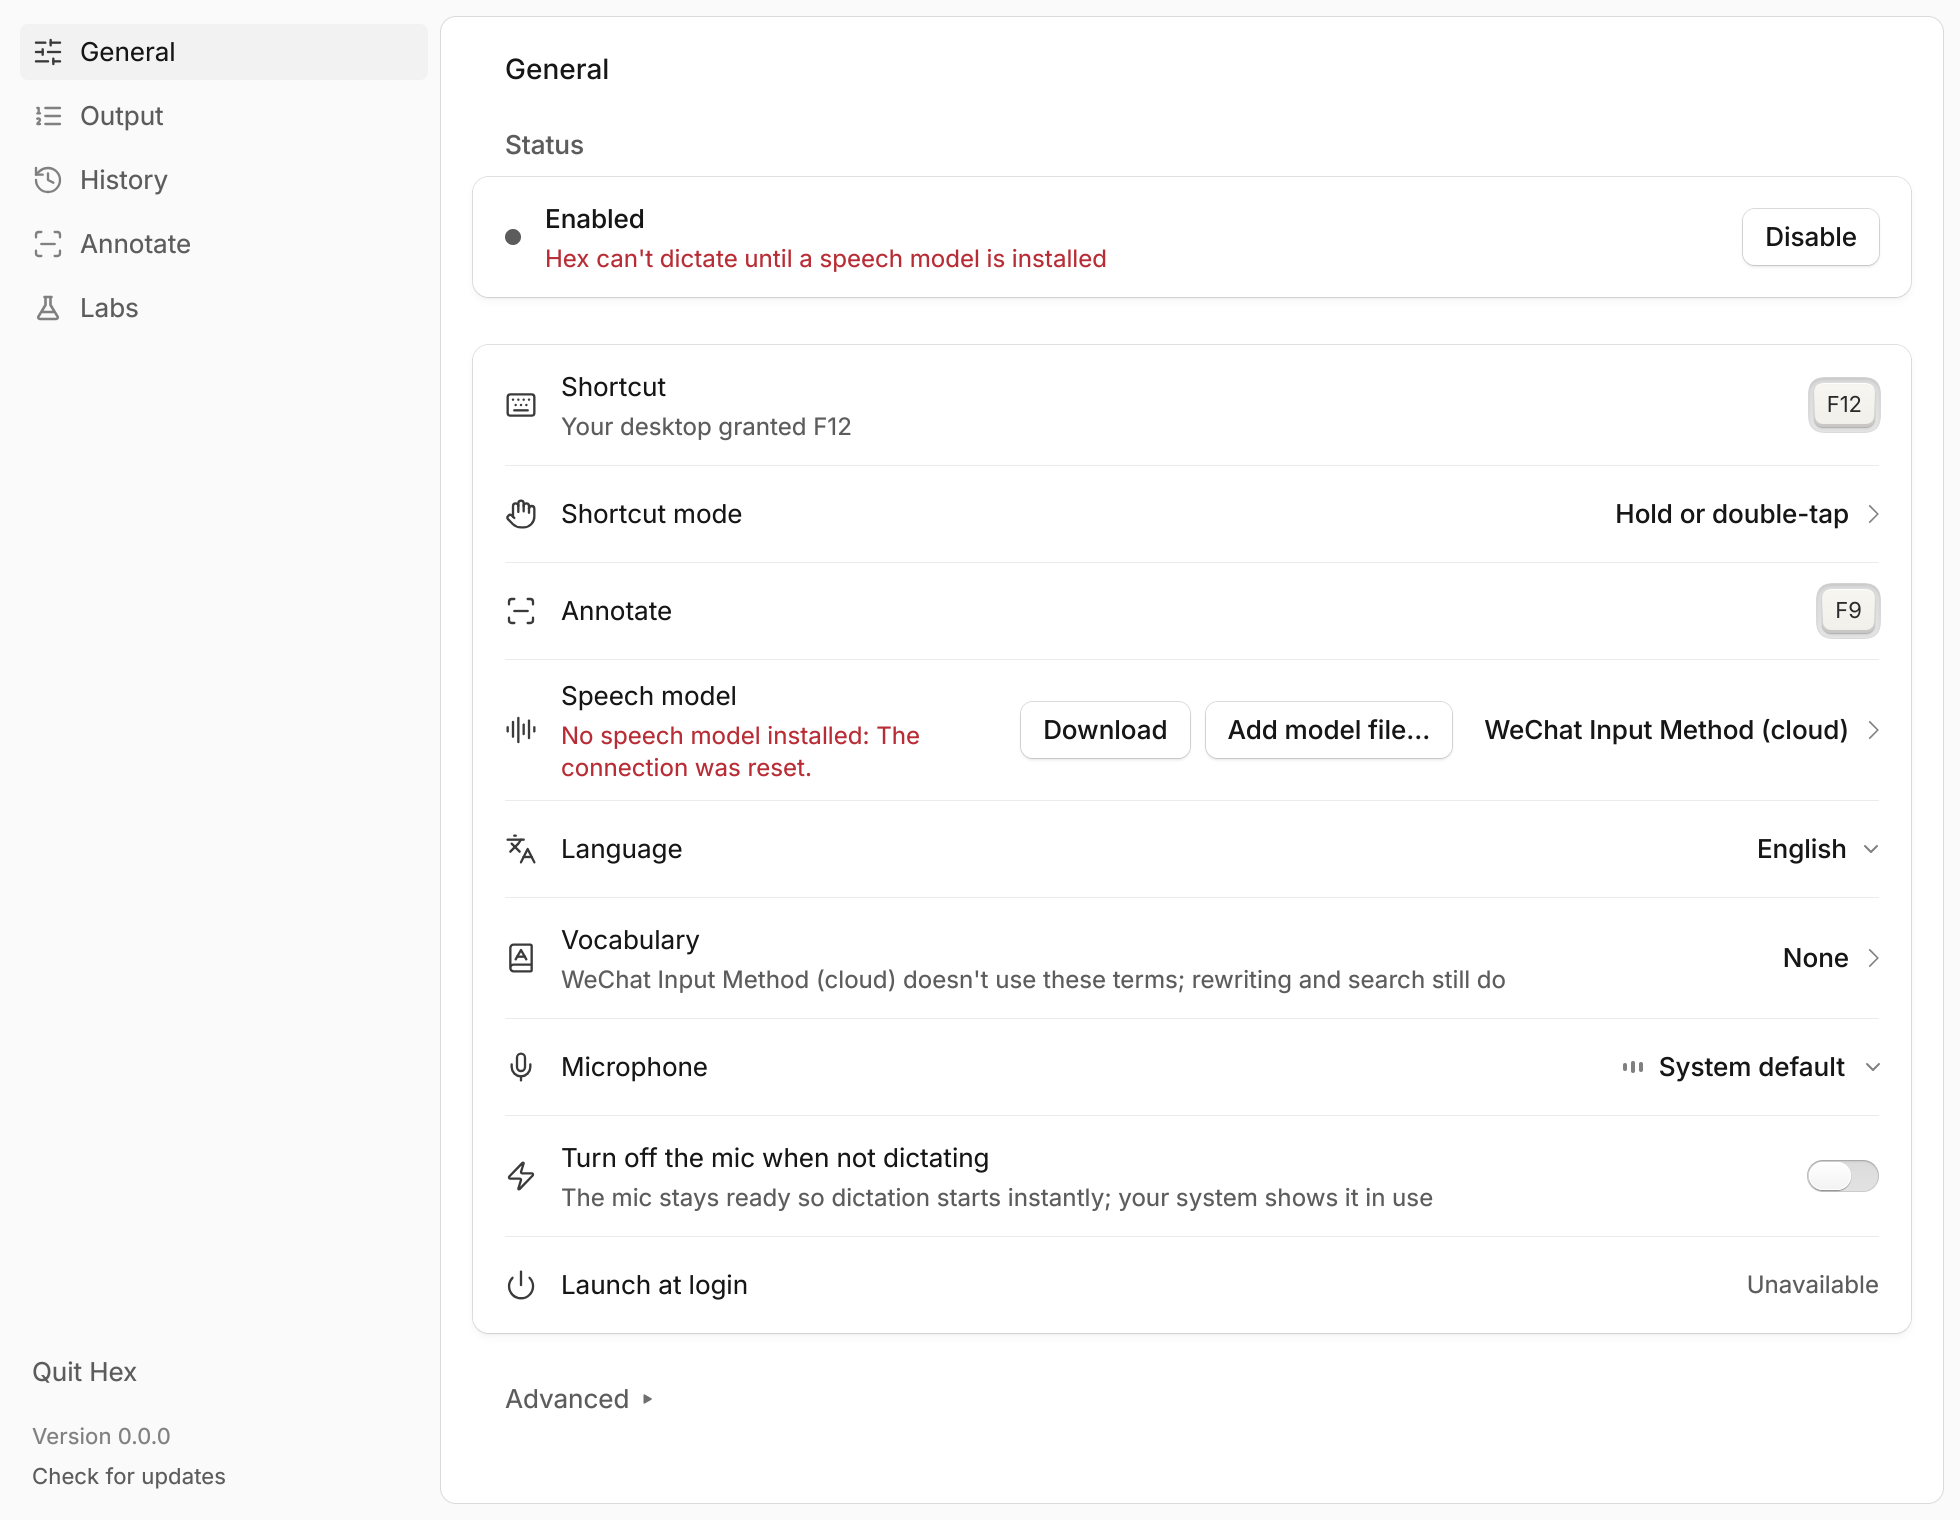 General
Output
History
Annotate
Labs
Quit Hex
Version 0.0.0
Check for updates
General
Status
Enabled
Hex can't dictate until a speech model is installed
Disable
Shortcut
Your desktop granted F12
F12
Shortcut mode
Hold or double-tap
Annotate
F9
Speech model
No speech model installed: The
connection was reset.
Download
Add model file...
WeChat Input Method (cloud)
Language
English
Vocabulary
WeChat Input Method (cloud) doesn't use these terms; rewriting and search still do
None
Microphone
System default
Turn off the mic when not dictating
The mic stays ready so dictation starts instantly; your system shows it in use
Launch at login
Unavailable
Advanced